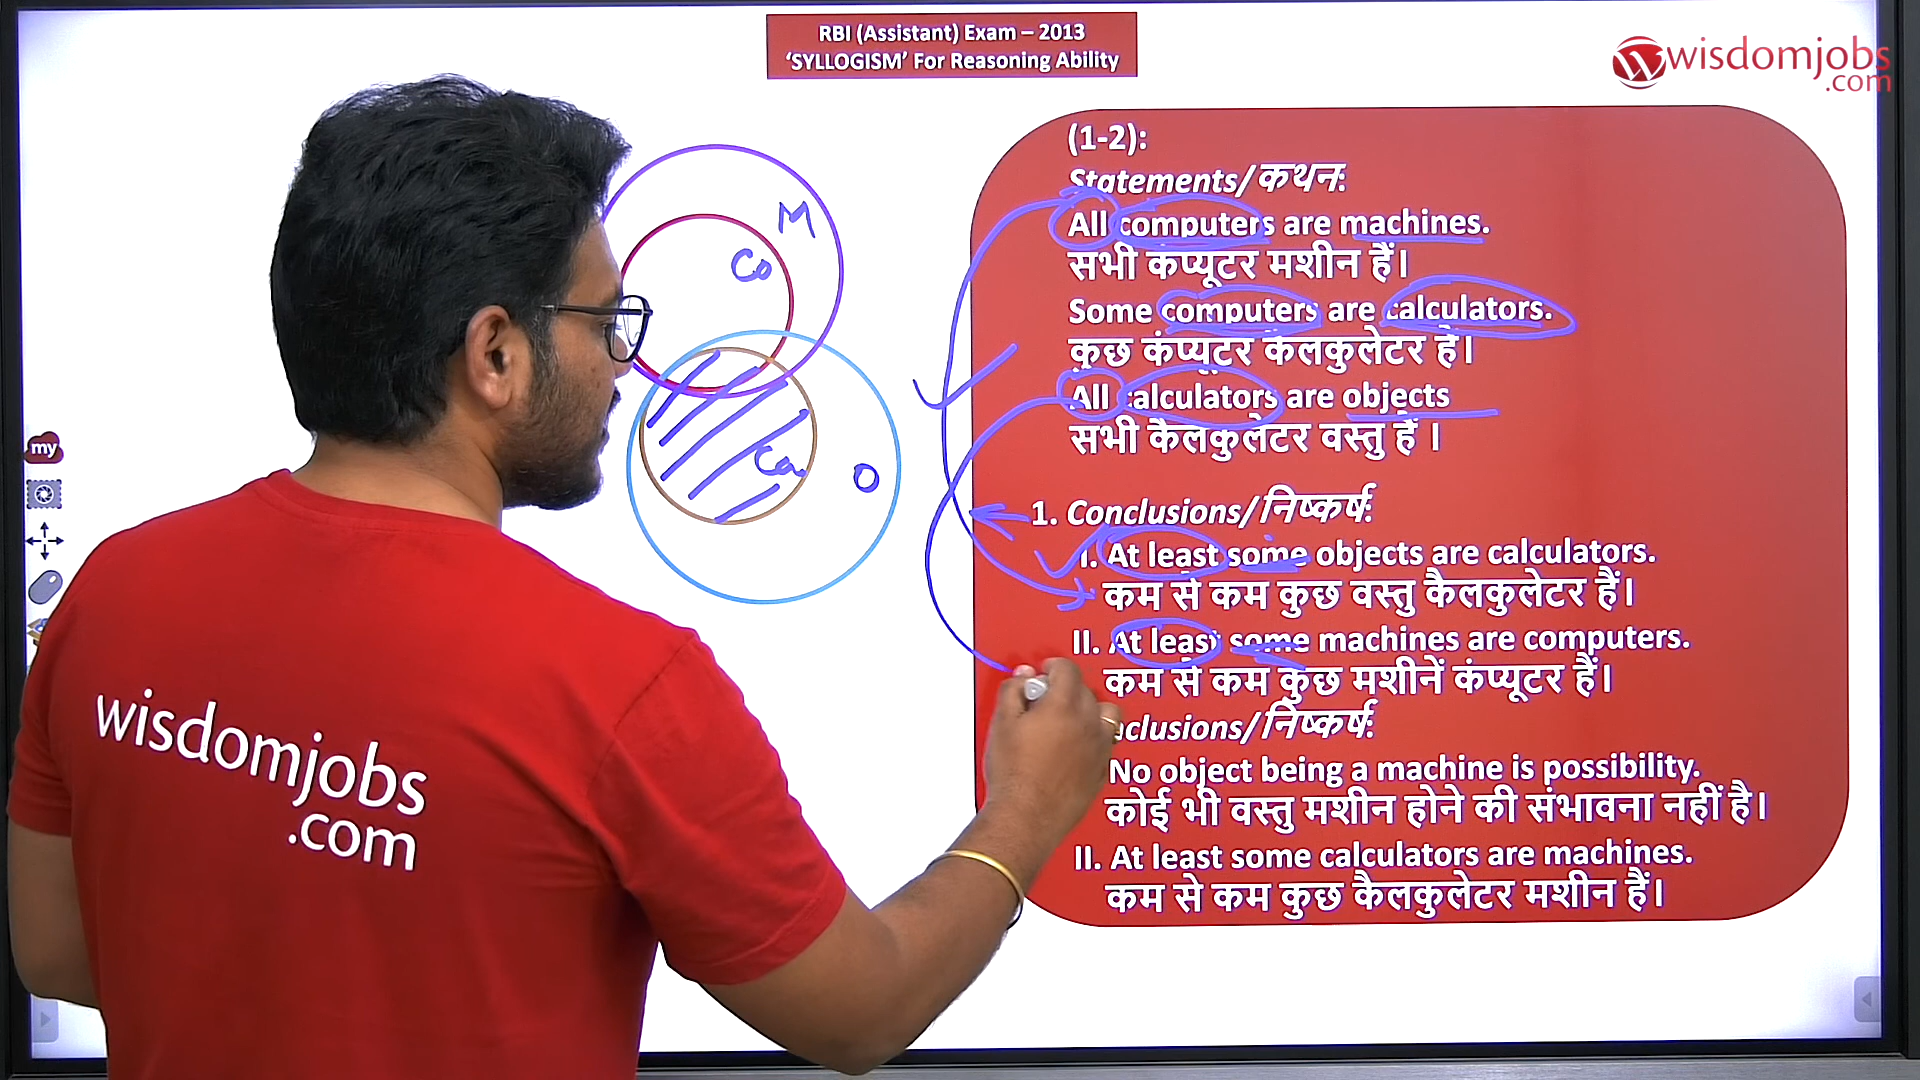 RBI (Assistant) Exam – 2013
‘SYLLOGISM’ For Reasoning Ability
wisdomjobs
.com
(1-2):
Statements/कथन:
All computers are machines.
सभी कंप्यूटर मशीन हैं।
Some computers are calculators.
कुछ कंप्यूटर कैलकुलेटर हैं।
All calculators are objects
सभी कैलकुलेटर वस्तु हैं ।
1. Conclusions/निष्कर्ष:
I. At least some objects are calculators.
कम से कम कुछ वस्तु कैलकुलेटर हैं।
II. At least some machines are computers.
कम से कम कुछ मशीनें कंप्यूटर हैं।
nclusions/निष्कर्ष:
No object being a machine is possibility.
कोई भी वस्तु मशीन होने की संभावना नहीं है।
II. At least some calculators are machines.
कम से कम कुछ कैलकुलेटर मशीन हैं।
M
Co
Ca
O
my
wisdomjobs
.com